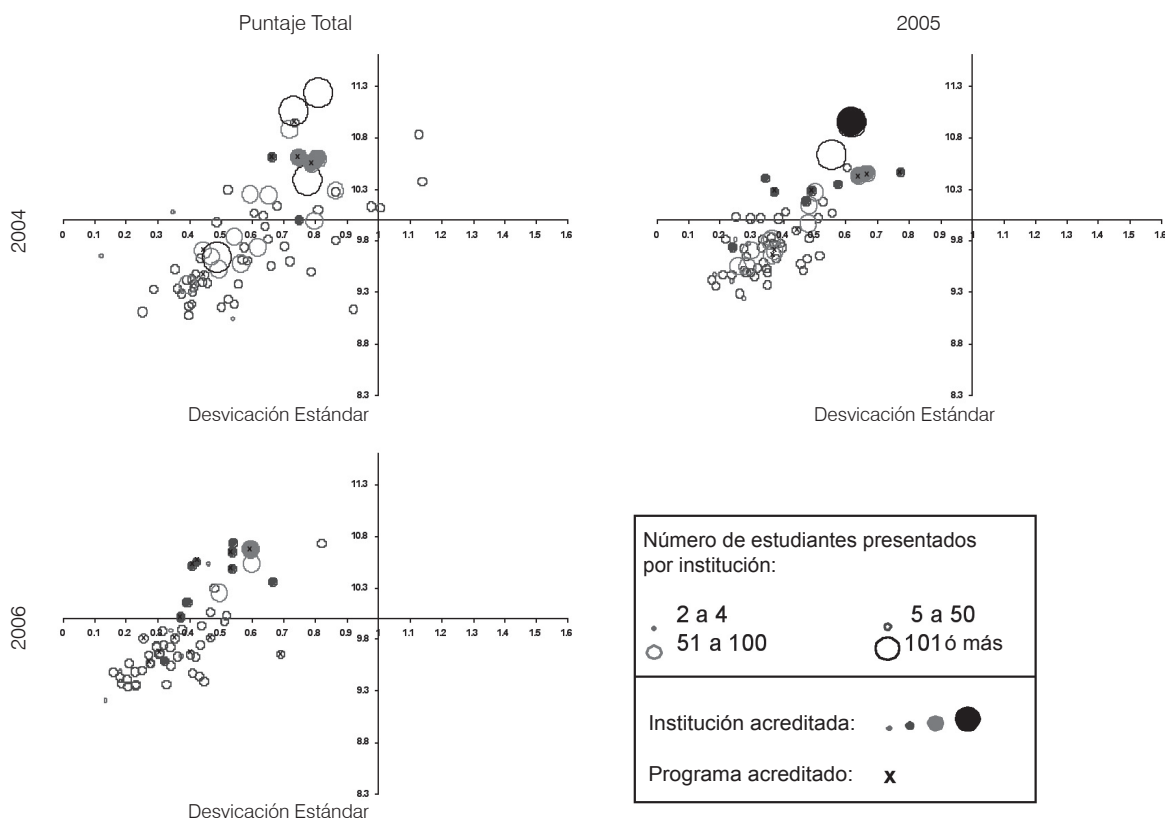 Puntaje Total
2005
11.3
10.8
10.3
9.8
9.3
8.8
8.3
0 0.1 0.2 0.3 0.4 0.5 0.6 0.7 0.8 0.9 1 1.1 1.2 1.3 1.4 1.5 1.6
2004
Desvicación Estándar
11.3
10.8
10.3
9.8
9.3
8.8
8.3
0 0.1 0.2 0.3 0.4 0.5 0.6 0.7 0.8 0.9 1 1.1 1.2 1.3 1.4 1.5 1.6
Desvicación Estándar
11.3
10.8
10.3
9.8
9.3
8.8
8.3
0 0.1 0.2 0.3 0.4 0.5 0.6 0.7 0.8 0.9 1 1.1 1.2 1.3 1.4 1.5 1.6
2006
Desvicación Estándar
Número de estudiantes presentados
por institución:
2 a 4 5 a 50
51 a 100 101 ó más
Institución acreditada:
Programa acreditado: x